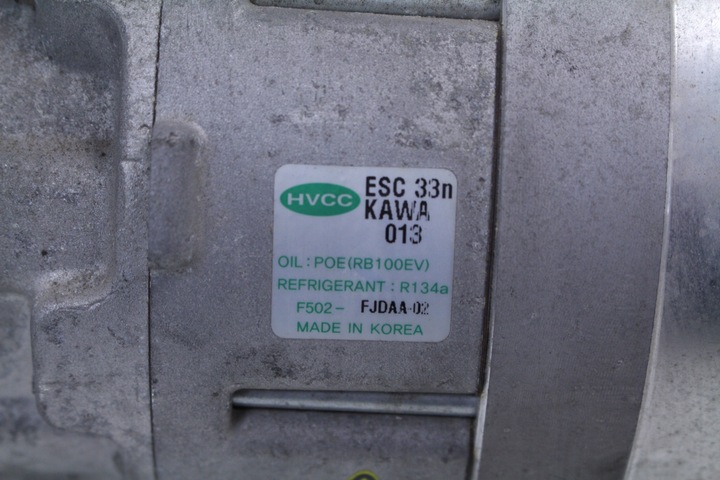 HVCC
ESC 33n
KAWA
013
OIL : POE(RB100EV)
REFRIGERANT : R134a
F502- FJDAA-02
MADE IN KOREA